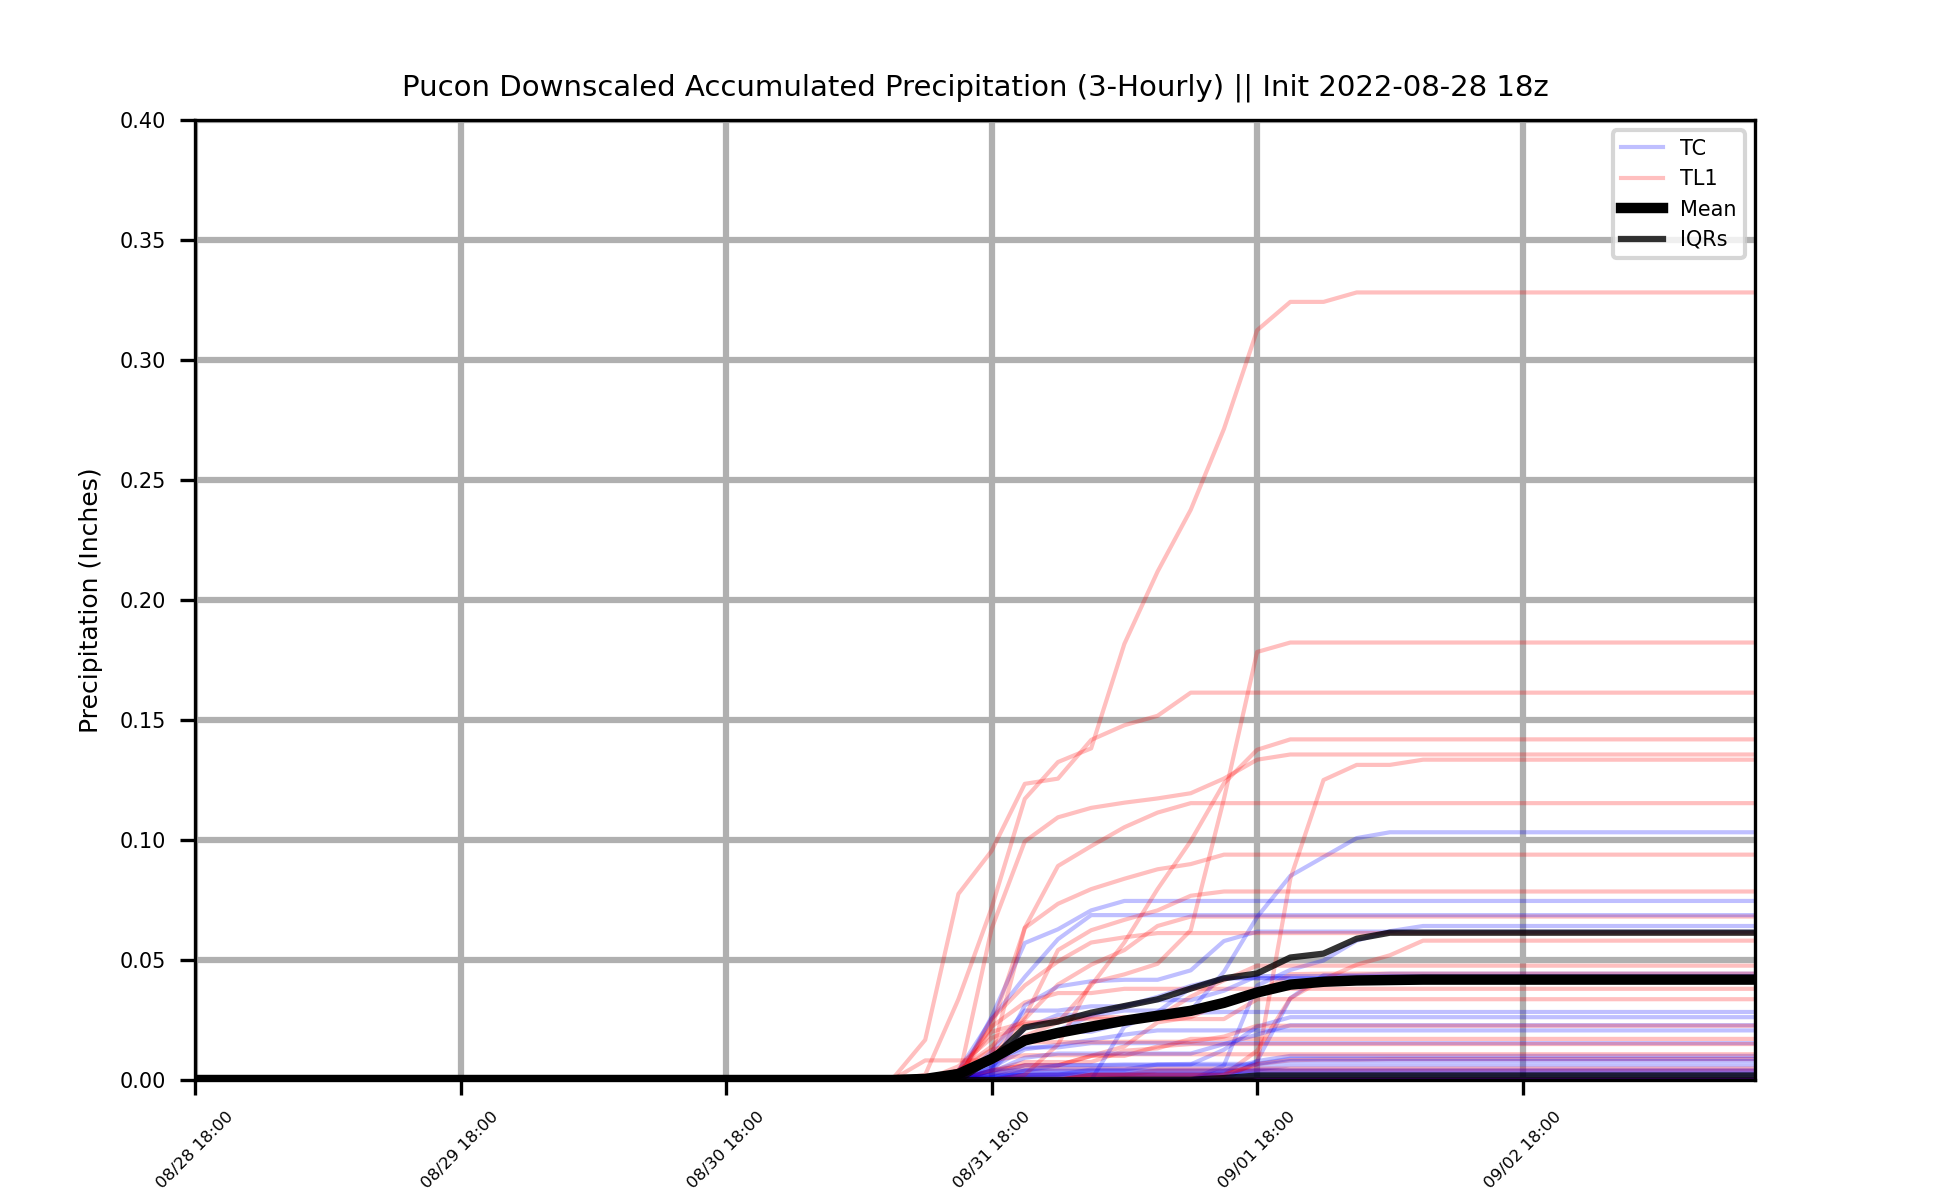 Pucon Downscaled Accumulated Precipitation (3-Hourly) || Init 2022-08-28 18z
Precipitation (Inches)
0.40
0.35
0.30
0.25
0.20
0.15
0.10
0.05
0.00
TC
TL1
Mean
IQRs
08/28 18:00
08/29 18:00
08/30 18:00
08/31 18:00
09/01 18:00
09/02 18:00